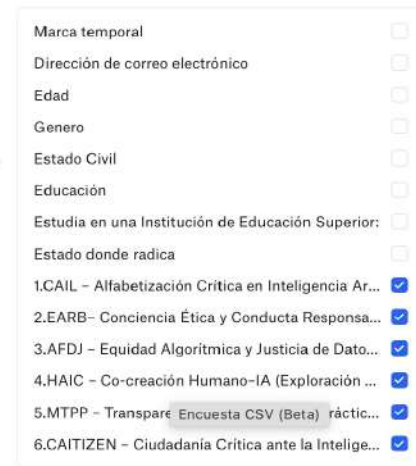 Marca temporal
Dirección de correo electrónico
Edad
Genero
Estado Civil
Educación
Estudia en una Institución de Educación Superior:
Estado donde radica
1.CAIL – Alfabetización Crítica en Inteligencia Ar...
2.EARB– Conciencia Ética y Conducta Responsa...
3.AFDJ – Equidad Algorítmica y Justicia de Dato...
4.HAIC – Co-creación Humano-IA (Exploración ...
5.MTPP – Transpare Encuesta CSV (Beta) ráctic...
6.CAITIZEN – Ciudadanía Crítica ante la Intelige...